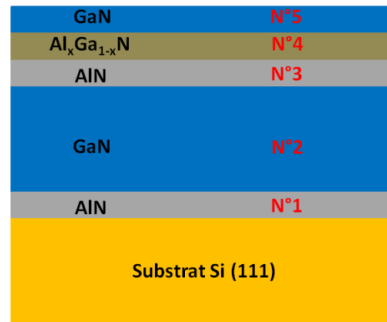 GaN N°5
AlₓGa₁₋ₓN N°4
AlN N°3
GaN N°2
AlN N°1
Substrat Si (111)